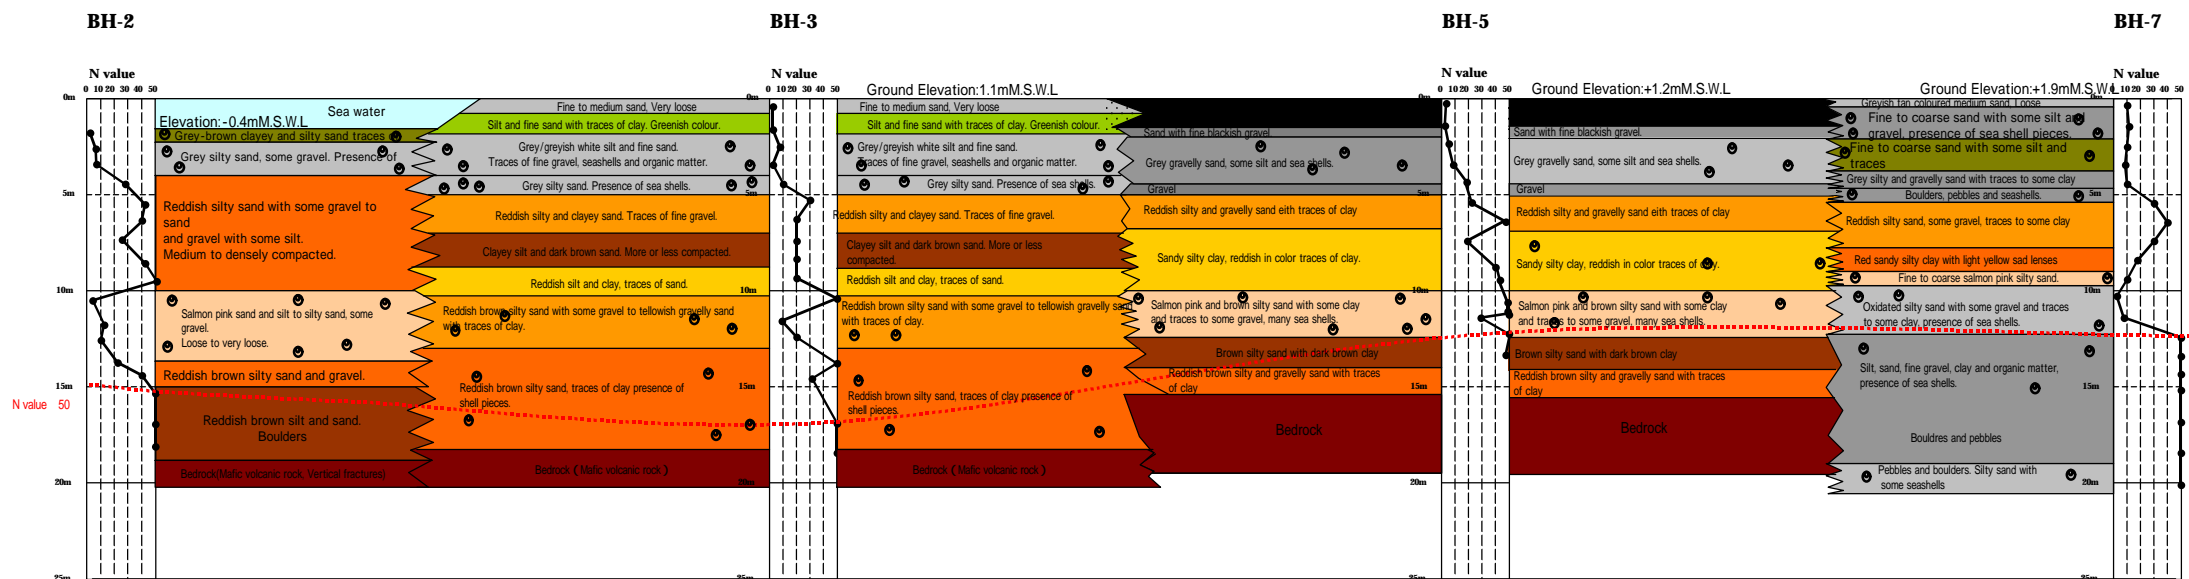 BH-2
BH-3
BH-5
BH-7
N value
N value
N value
N value
0 10 20 30 40 50
0 10 20 30 40 50
0 10 20 30 40 50
0 10 20 30 40 50
Ground Elevation:1.1mM.S.W.L
Ground Elevation:+1.2mM.S.W.L
Ground Elevation:+1.9mM.S.W.L
0m
5m
10m
15m
20m
25m
N value 50
Sea water
Elevation:-0.4mM.S.W.L
Grey-brown clayey and silty sand traces of
Grey silty sand, some gravel. Presence of
Reddish silty sand with some gravel to
sand
and gravel with some silt.
Medium to densely compacted.
Salmon pink sand and silt to silty sand, some
gravel.
Loose to very loose.
Reddish brown silty sand and gravel.
Reddish brown silt and sand.
Boulders
Bedrock(Mafic volcanic rock. Vertical fractures)
Fine to medium sand, Very loose
Silt and fine sand with traces of clay. Greenish colour.
Grey/greyish white silt and fine sand.
Traces of fine gravel, seashells and organic matter.
Grey silty sand. Presence of sea shells.
Reddish silty and clayey sand. Traces of fine gravel.
Clayey silt and dark brown sand. More or less compacted.
Reddish silt and clay, traces of sand.
Reddish brown silty sand with some gravel to tellowish gravelly sand
with traces of clay.
Reddish brown silty sand, traces of clay presence of
shell pieces.
Bedrock ( Mafic volcanic rock )
0m
5m
10m
15m
20m
25m
Fine to medium sand, Very loose
Silt and fine sand with traces of clay. Greenish colour.
Grey/greyish white silt and fine sand.
Traces of fine gravel, seashells and organic matter.
Grey silty sand. Presence of sea shells.
Reddish silty and clayey sand. Traces of fine gravel.
Clayey silt and dark brown sand. More or less
compacted.
Reddish silt and clay, traces of sand.
Reddish brown silty sand with some gravel to tellowish gravelly sand
with traces of clay.
Reddish brown silty sand, traces of clay presence of
shell pieces.
Bedrock ( Mafic volcanic rock )
Sand with fine blackish gravel.
Grey gravelly sand, some silt and sea shells.
Gravel
Reddish silty and gravelly sand eith traces of clay
Sandy silty clay, reddish in color traces of clay.
Salmon pink and brown silty sand with some clay
and traces to some gravel, many sea shells.
Brown silty sand with dark brown clay
Reddish brown silty and gravelly sand with traces
of clay
Bedrock
0m
5m
10m
15m
20m
25m
Sand with fine blackish gravel.
Grey gravelly sand, some silt and sea shells.
Gravel
Reddish silty and gravelly sand eith traces of clay
Sandy silty clay, reddish in color traces of clay.
Salmon pink and brown silty sand with some clay
and traces to some gravel, many sea shells.
Brown silty sand with dark brown clay
Reddish brown silty and gravelly sand with traces
of clay
Bedrock
Greyish tan coloured medium sand, Loose
Fine to coarse sand with some silt and
gravel, presence of sea shell pieces.
Fine to coarse sand with some silt and
traces
Grey silty and gravelly sand with traces to some clay
Boulders, pebbles and seashells.
Reddish silty sand, some gravel, traces to some clay
Red sandy silty clay with light yellow sad lenses
Fine to coarse salmon pink silty sand.
Oxidated silty sand with some gravel and traces
to some clay, presence of sea shells.
Silt, sand, fine gravel, clay and organic matter,
presence of sea shells.
Bouldres and pebbles
Pebbles and boulders. Silty sand with
some seashells
0m
5m
10m
15m
20m
25m